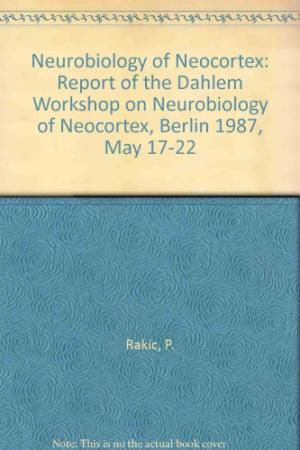 Neurobiology of Neocortex:
Report of the Dahlem
Workshop on Neurobiology
of Neocortex, Berlin 1987,
May 17-22
Rakic, P.
Note: This is no the actual book cover